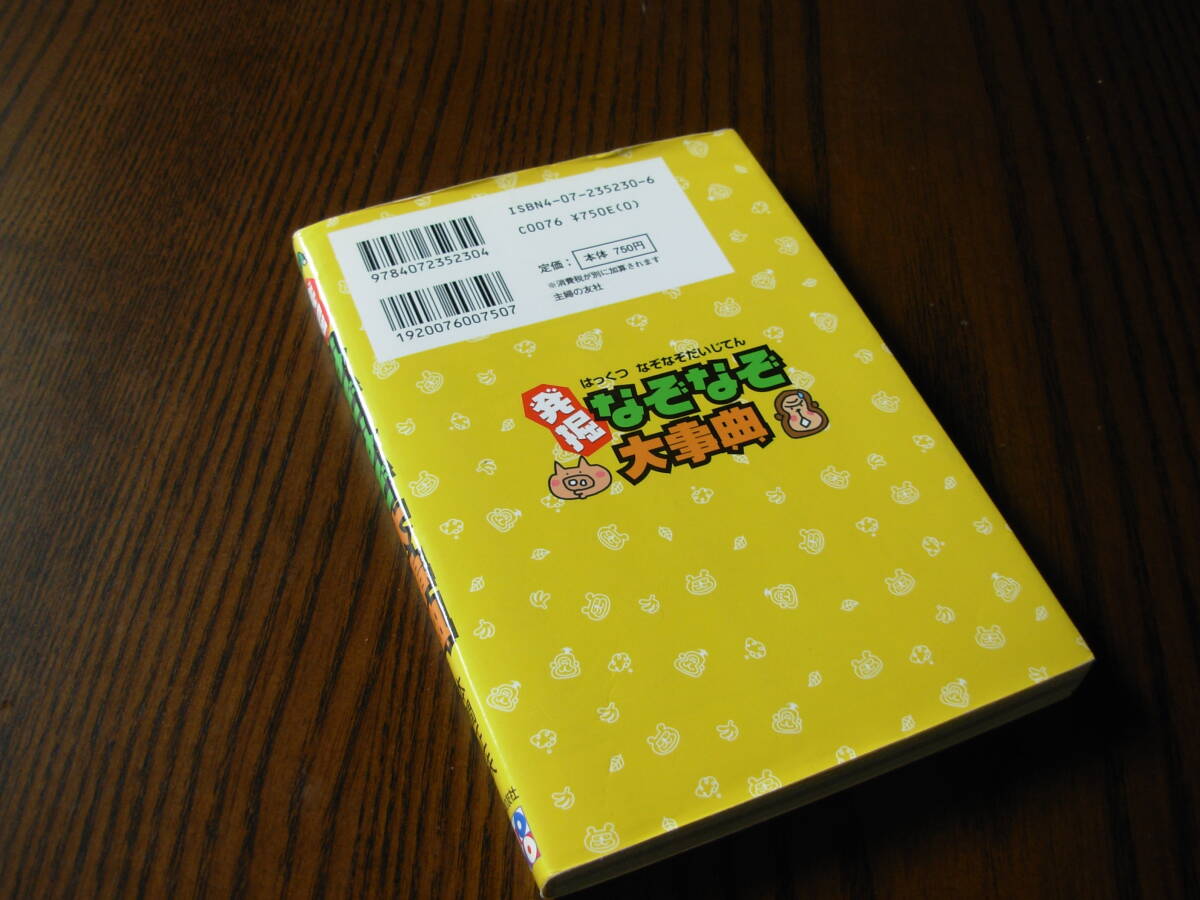 ISBN4-07-235230-6
C0076 ¥750E(0)
9784072352304
定価： 本体 750円
※消費税が別に加算されます
主婦の友社
1920076007507
はっくつ なぞなぞだいじてん
発掘 なぞなぞ
大事典